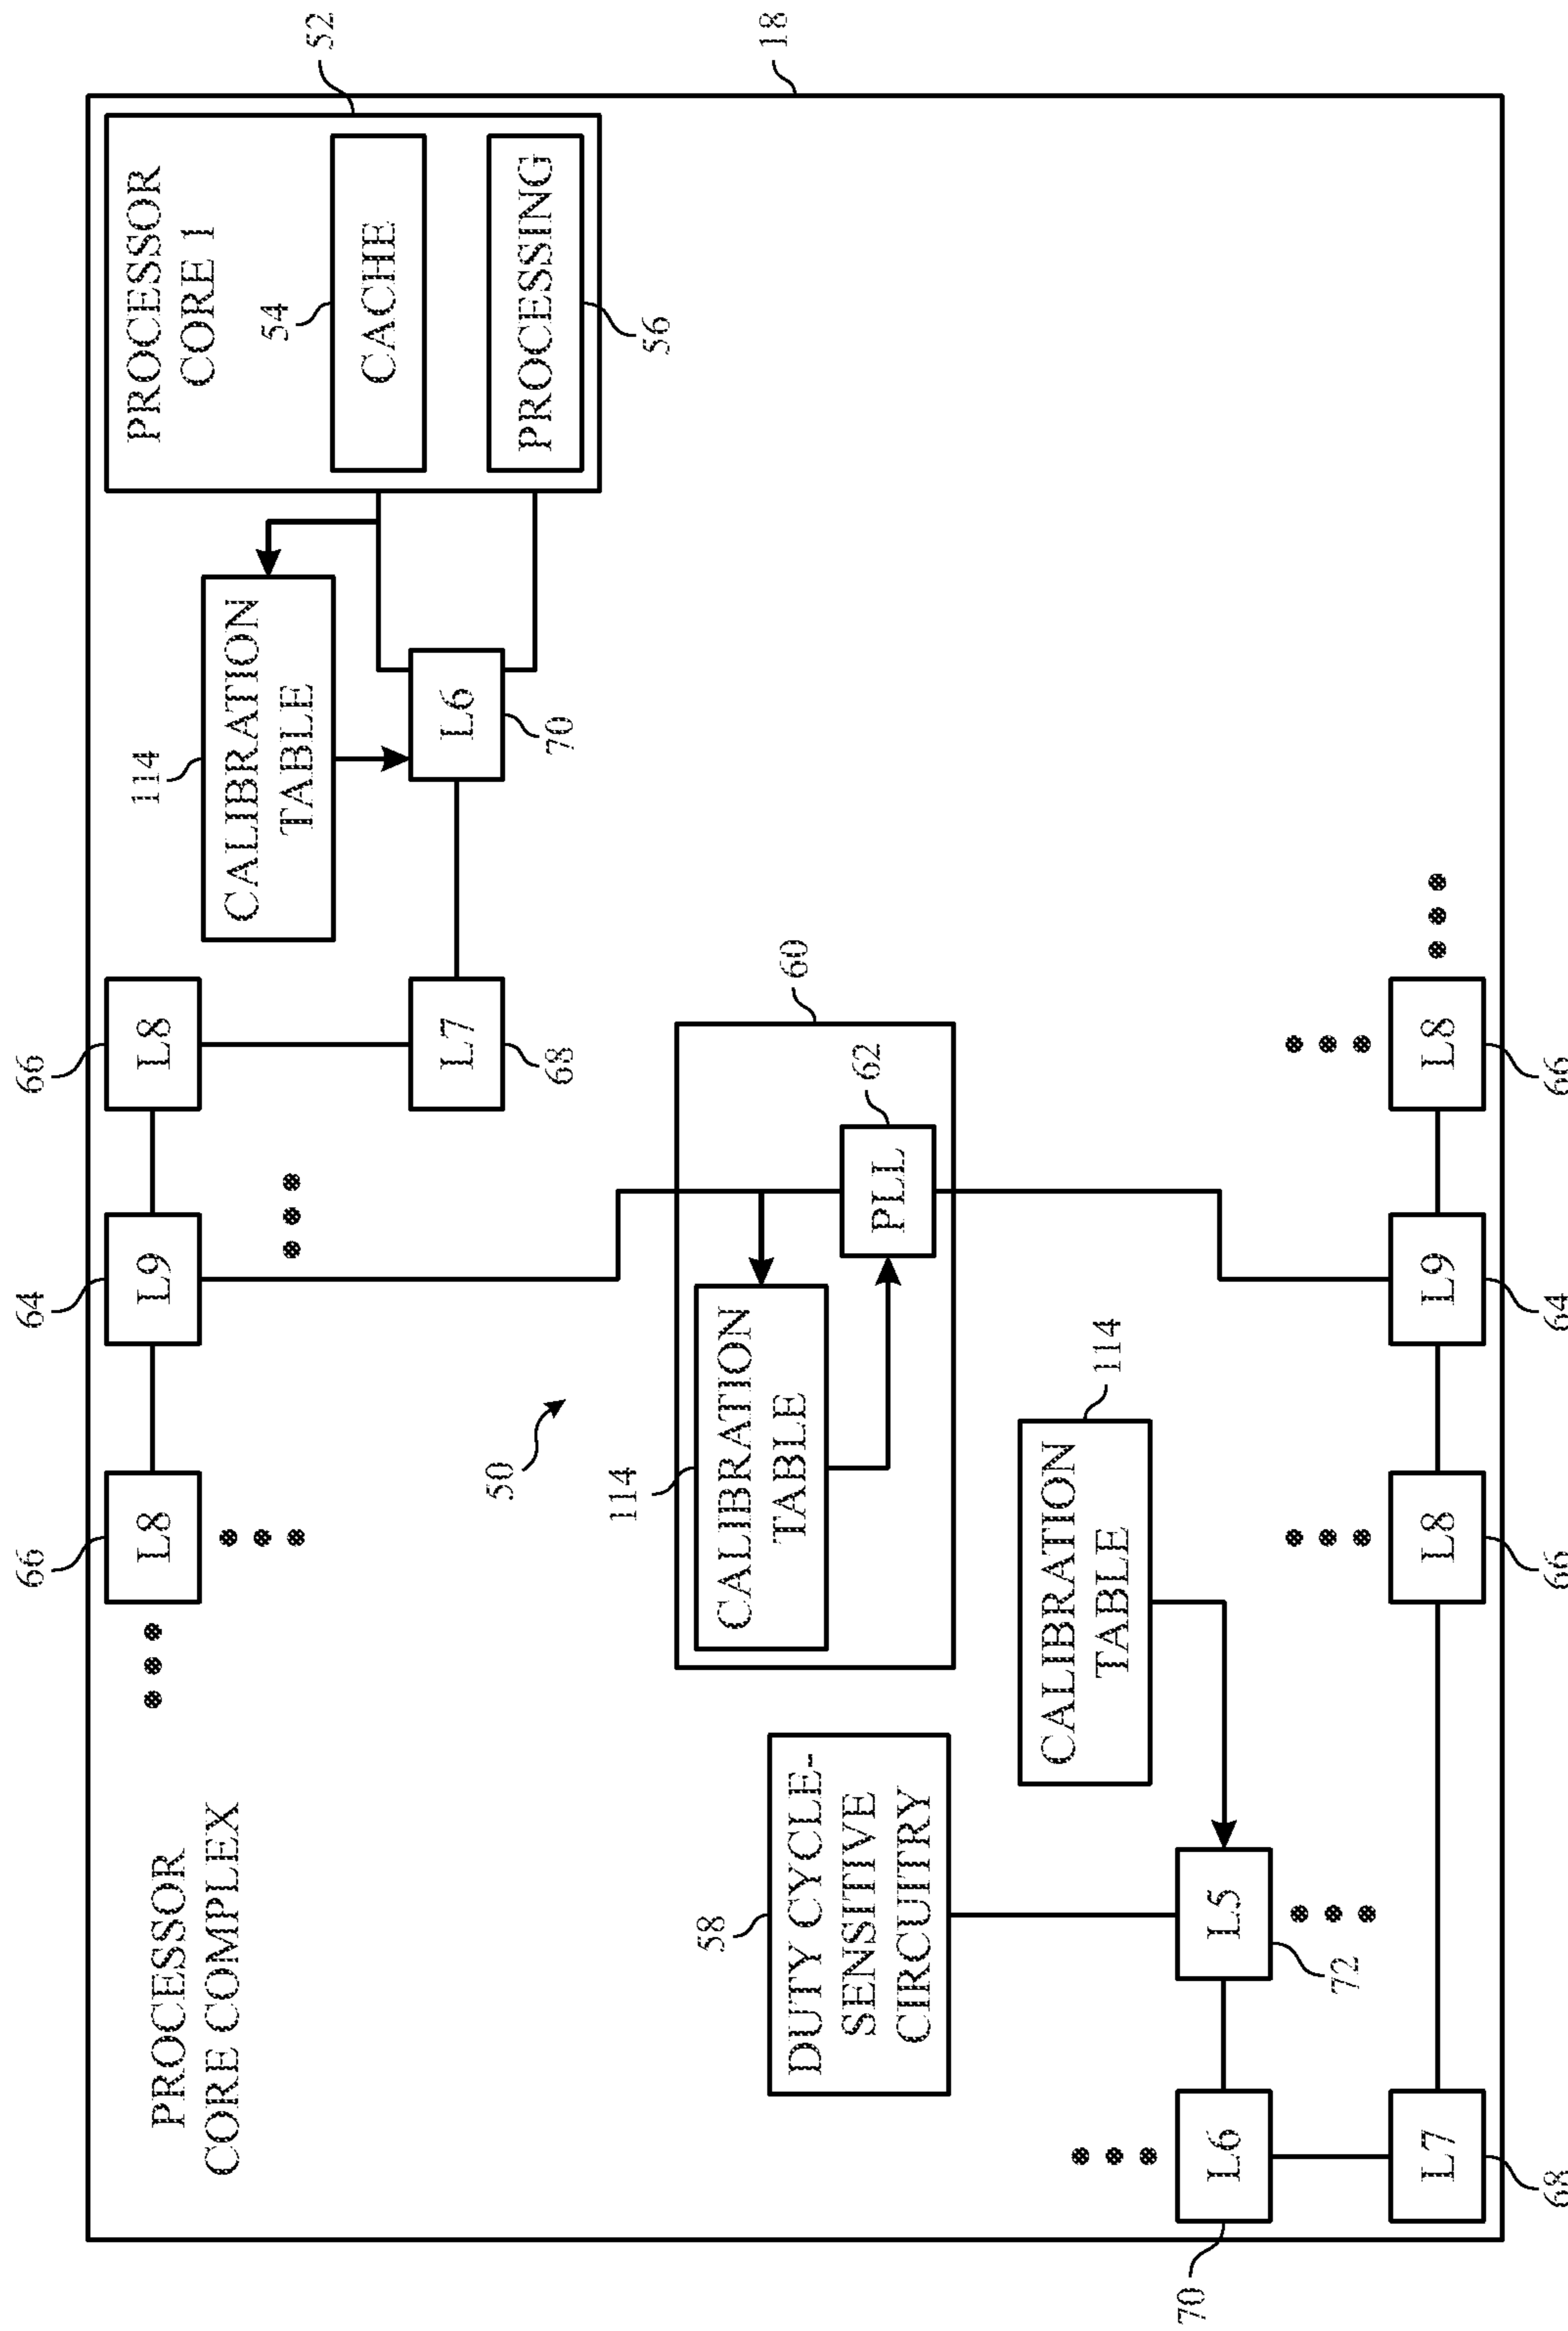 66
64
66
52
PROCESSOR
CORE COMPLEX
L8
L9
L8
114
CALIBRATION
TABLE
PROCESSOR
CORE 1
54
CACHE
L7
68
L6
70
PROCESSING
56
50
60
114
CALIBRATION
TABLE
62
PLL
18
58
DUTY CYCLE-
SENSITIVE
CIRCUITRY
114
CALIBRATION
TABLE
70
L6
L5
72
L7
L8
L9
L8
68
66
64
66